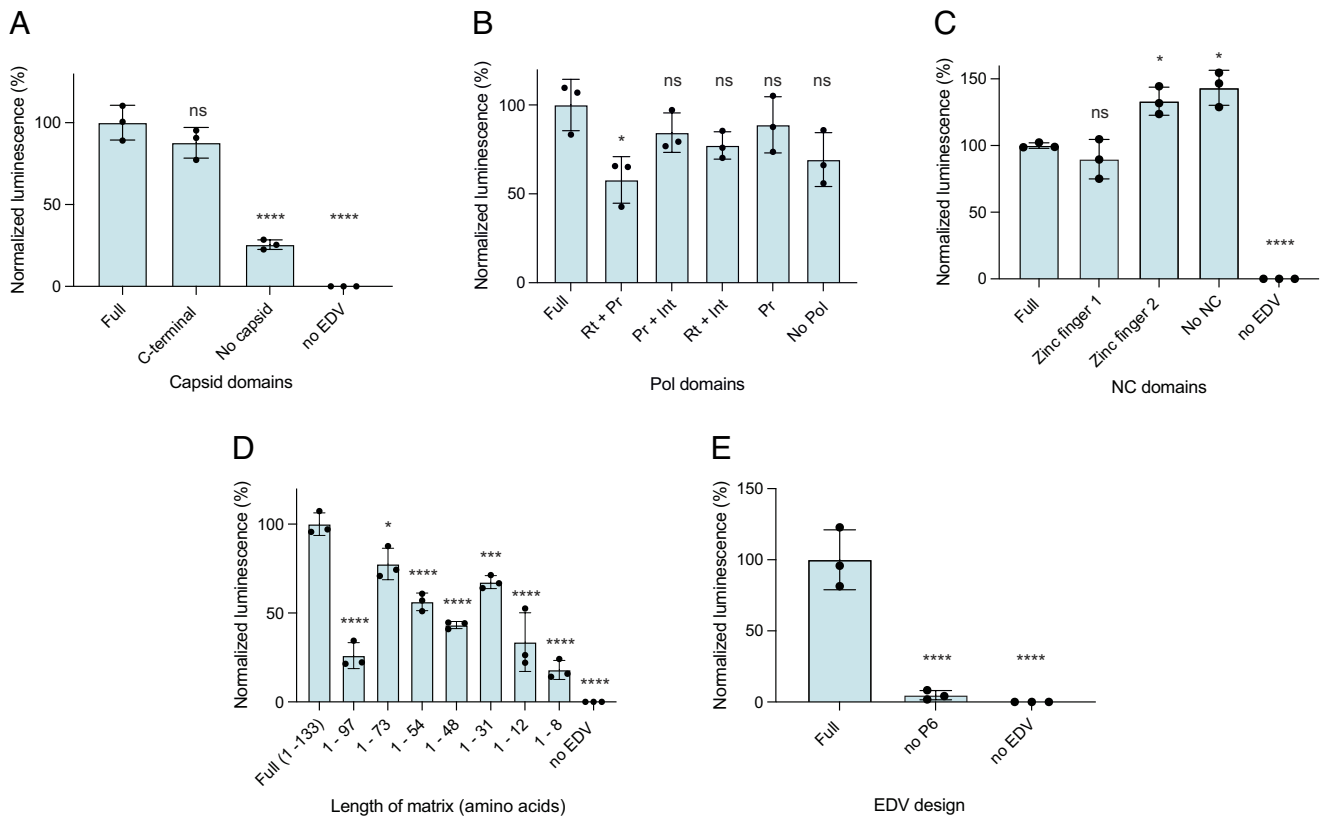 A
Normalized luminescence (%)
100
50
0
ns
****
****
Full
C-terminal
No capsid
no EDV
Capsid domains
B
Normalized luminescence (%)
100
50
0
*
ns
ns
ns
ns
Full
Rt + Pr
Pr + Int
Rt + Int
Pr
No Pol
Pol domains
C
Normalized luminescence (%)
150
100
50
0
ns
*
*
****
Full
Zinc finger 1
Zinc finger 2
No NC
no EDV
NC domains
D
Normalized luminescence (%)
100
50
0
****
*
****
****
***
****
****
****
Full (1 -133)
1 - 97
1 - 73
1 - 54
1 - 48
1 - 31
1 - 12
1 - 8
no EDV
Length of matrix (amino acids)
E
Normalized luminescence (%)
150
100
50
0
****
****
Full
no P6
no EDV
EDV design